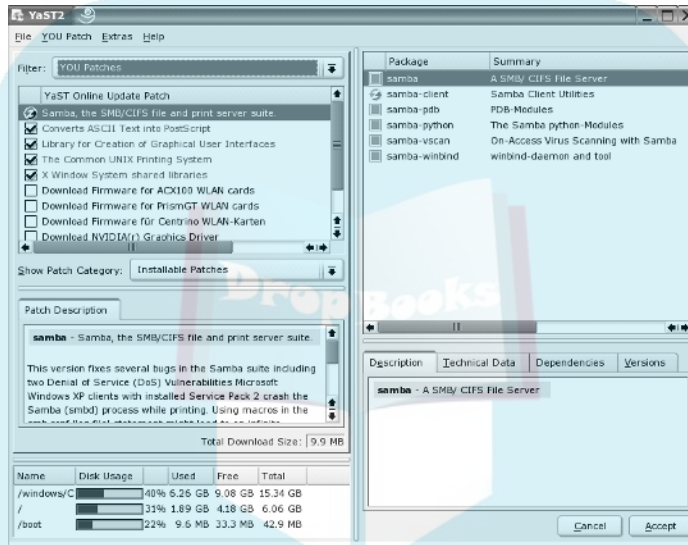 YaST2
File YOU Patch Extras Help
Filter: YOU Patches
YaST Online Update Patch
Samba, the SMB/CIFS file and print server suite.
Converts ASCII Text into PostScript
Library for Creation of Graphical User Interfaces
The Common UNIX Printing System
X Window System shared libraries
Download Firmware for ACX100 WLAN cards
Download Firmware for PrismGT WLAN cards
Download Firmware für Centrino WLAN-Karten
Download NVIDIA(r) Graphics Driver
Show Patch Category: Installable Patches
Patch Description
samba - Samba, the SMB/CIFS file and print server suite.
This version fixes several bugs in the Samba suite including
two Denial of Service (DoS) Vulnerabilities Microsoft
Windows XP clients with installed Service Pack 2 crash the
Samba (smbd) process while printing. Using macros in the
Total Download Size: 9.9 MB
Name Disk Usage Used Free Total
/windows/C 40% 6.26 GB 9.08 GB 15.34 GB
/ 31% 1.89 GB 4.18 GB 6.06 GB
/boot 22% 9.6 MB 33.3 MB 42.9 MB
Package Summary
samba A SMB/ CIFS File Server
samba-client Samba Client Utilities
samba-pdb PDB-Modules
samba-python The Samba python-Modules
samba-vscan On-Access Virus Scanning with Samba
samba-winbind winbind-daemon and tool
Description Technical Data Dependencies Versions
samba - A SMB/ CIFS File Server
Cancel Accept
DropBooks